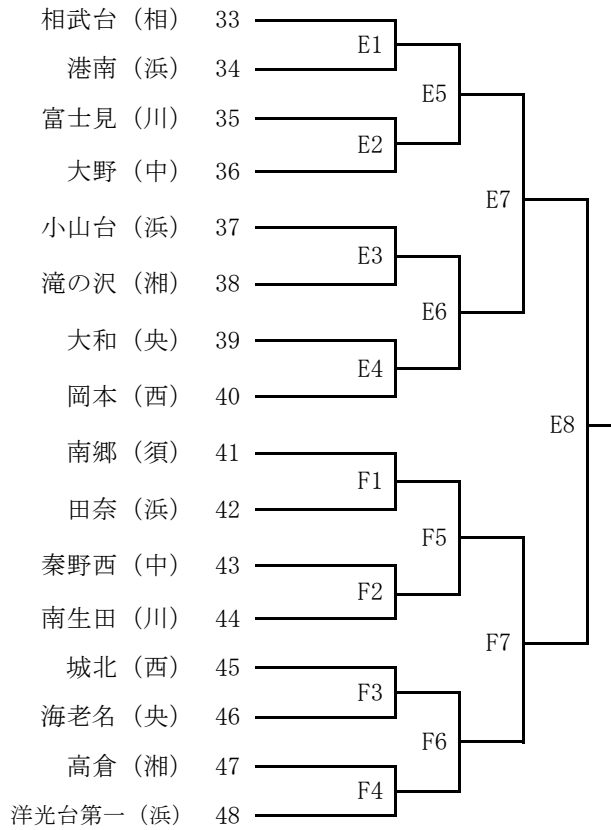 相武台（相） 33
港南（浜） 34
E1
富士見（川） 35
大野（中） 36
E2
E5
小山台（浜） 37
滝の沢（湘） 38
E3
大和（央） 39
岡本（西） 40
E4
E6
E7
南郷（須） 41
田奈（浜） 42
F1
秦野西（中） 43
南生田（川） 44
F2
F5
城北（西） 45
海老名（央） 46
F3
高倉（湘） 47
洋光台第一（浜） 48
F4
F6
F7
E8